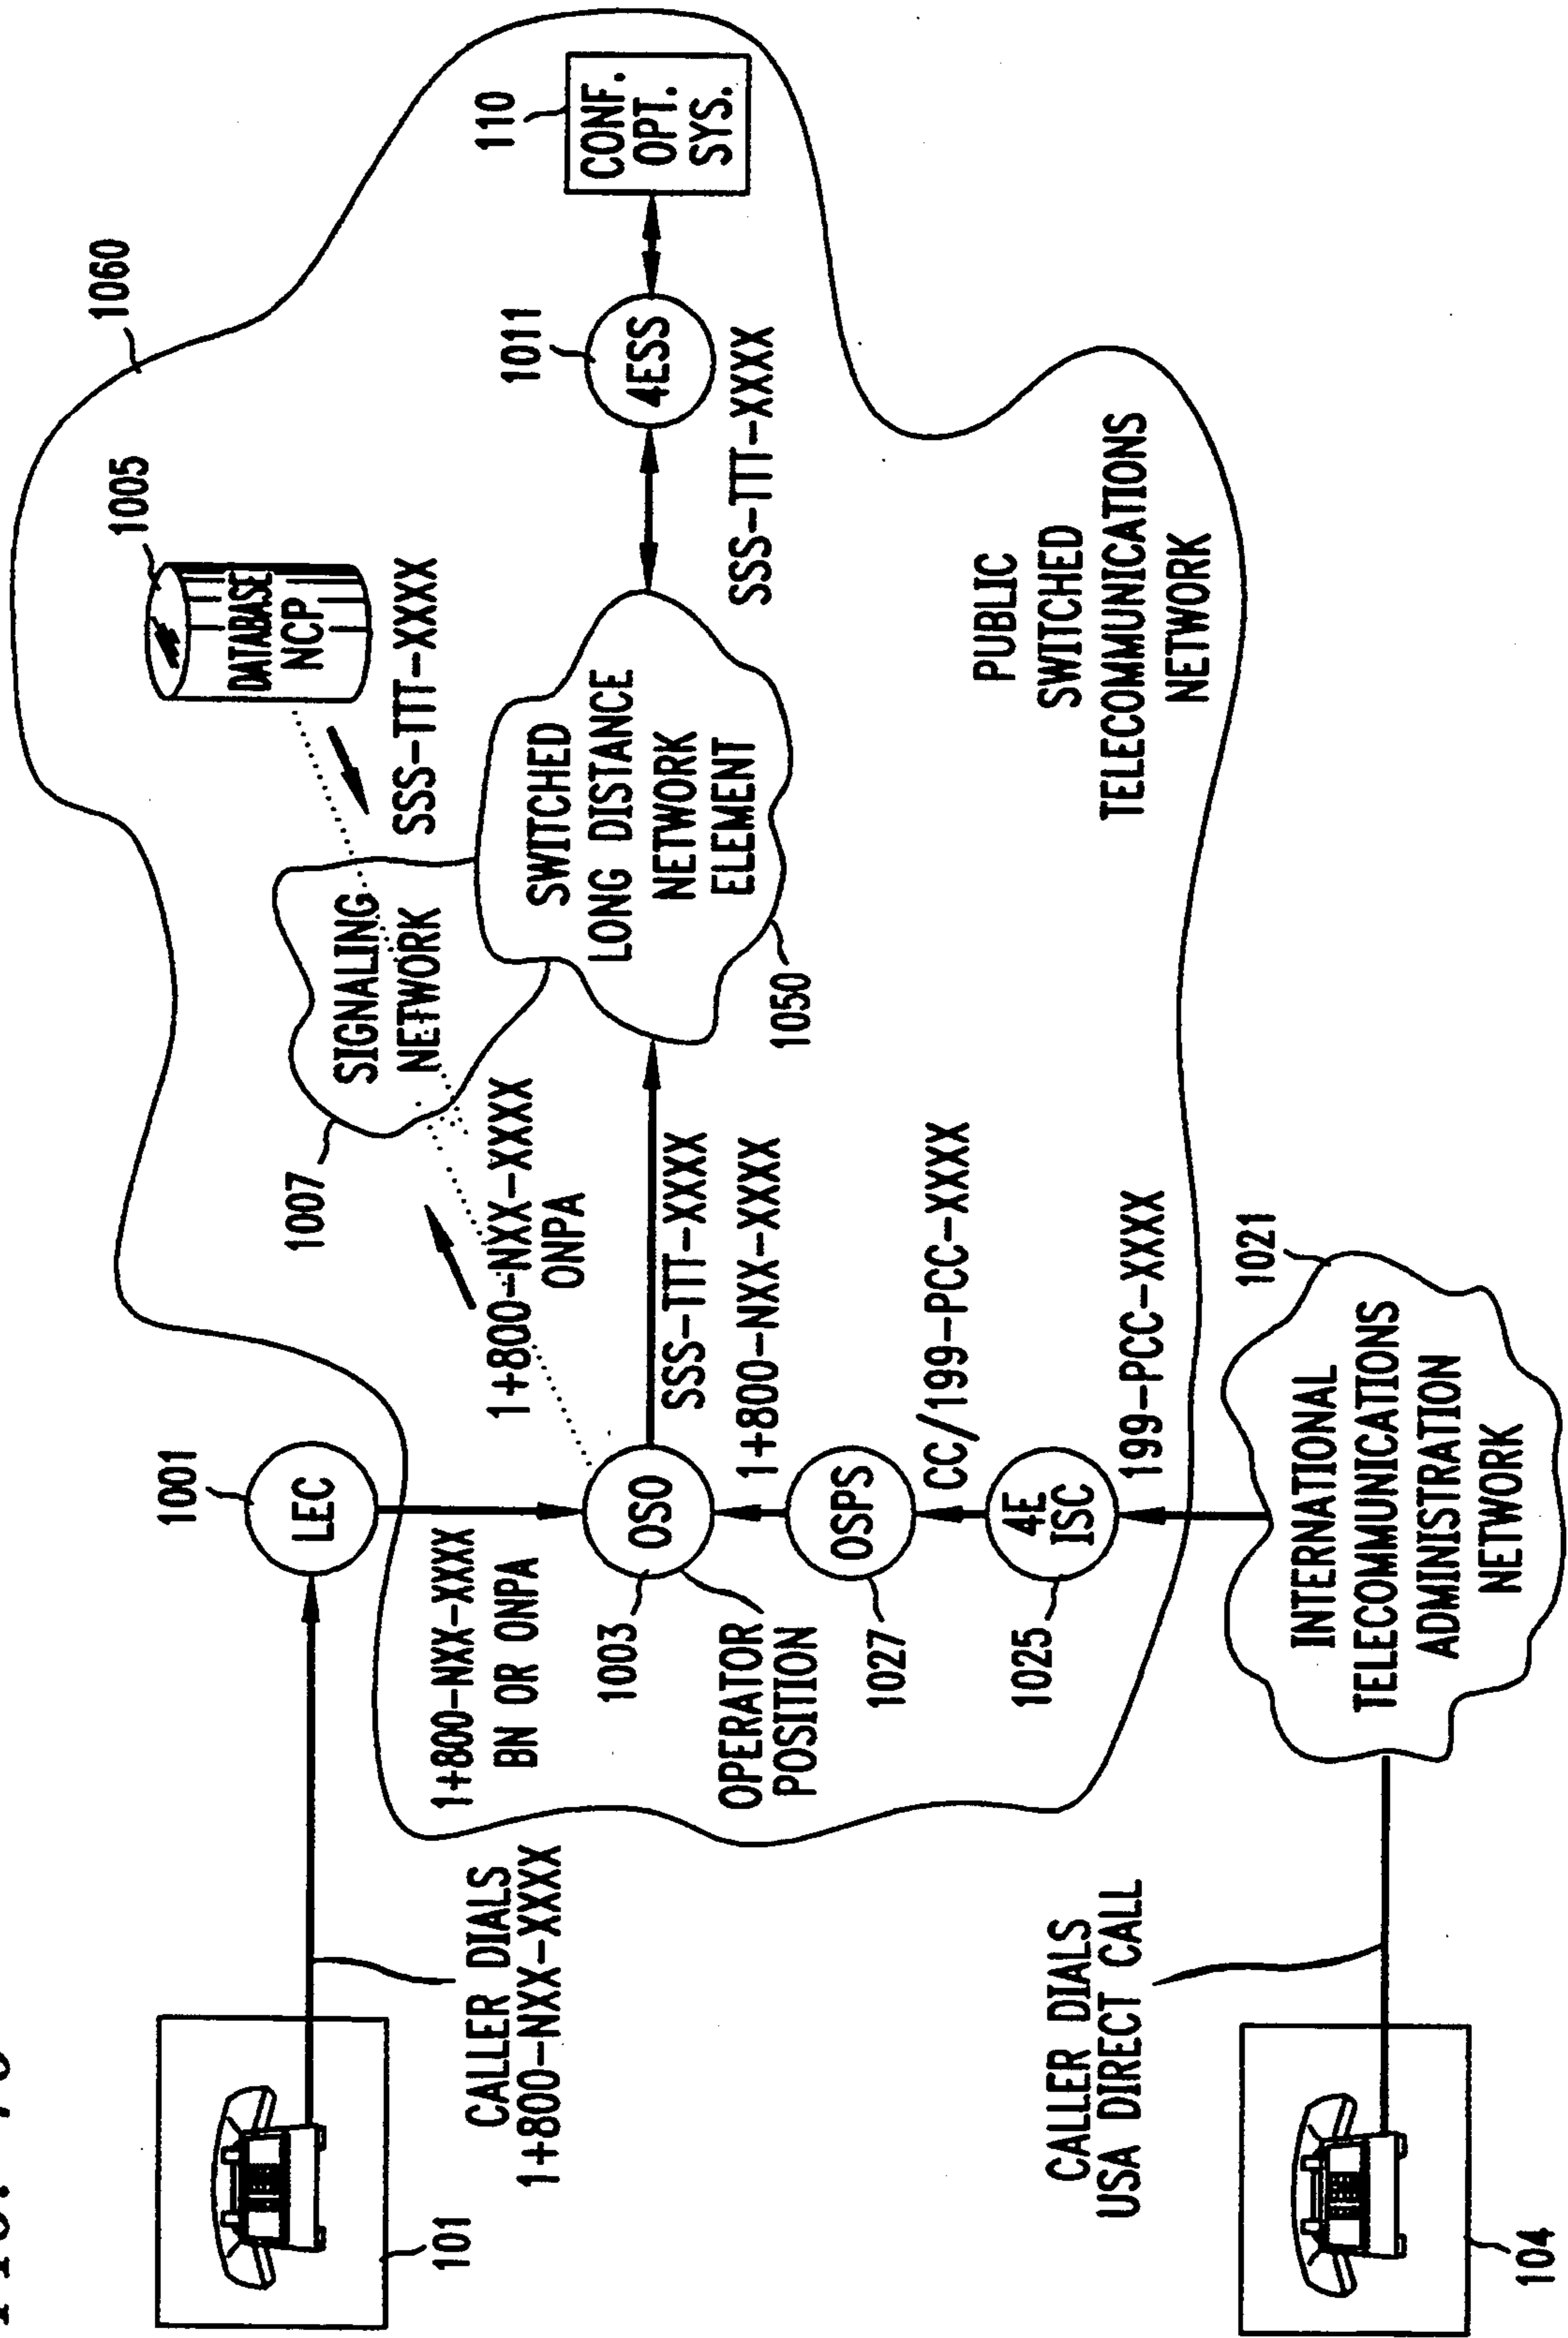 101
CALLER DIALS
1+800-NXX-XXXX
1001
LEC
1+800-NXX-XXXX
BN OR ONPA
1003
OSO
OPERATOR
POSITION
OSPS
1027
4E
ISC
1025
1+800-NXX-XXXX
ONPA
SSS-TTT-XXXX
1+800-NXX-XXXX
CC/199-PCC-XXXX
199-PCC-XXXX
1007
SIGNALING
NETWORK
DATABASE
NCP
1005
SSS-TTT-XXXX
SWITCHED
LONG DISTANCE
NETWORK
ELEMENT
1050
1060
1011
4ESS
SSS-TTT-XXXX
110
CONF.
OPT.
SYS.
PUBLIC
SWITCHED
TELECOMMUNICATIONS
NETWORK
104
CALLER DIALS
USA DIRECT CALL
INTERNATIONAL
TELECOMMUNICATIONS
ADMINISTRATION
NETWORK
1021